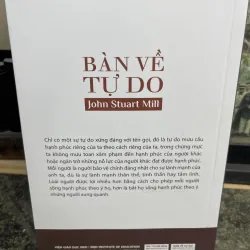 BÀN VỀ
TỰ DO
John Stuart Mill
Chỉ có một sự tự do xứng đáng với tên gọi, đó là tự do mưu cầu
hạnh phúc riêng của ta theo cách riêng của ta, trong chừng mực
ta không mưu toan xâm phạm đến hạnh phúc của người khác
hoặc ngăn trở những nỗ lực của người khác đạt được hạnh phúc.
Mỗi người là người bảo vệ chính đáng cho sự lành mạnh của
anh ta, dù là sự lành mạnh thân thể, tinh thần hay tâm linh.
Loài người được lợi nhiều hơn bằng cách cho phép mỗi người
sống hạnh phúc theo ý họ, hơn là bắt họ sống hạnh phúc theo ý
những người xung quanh.